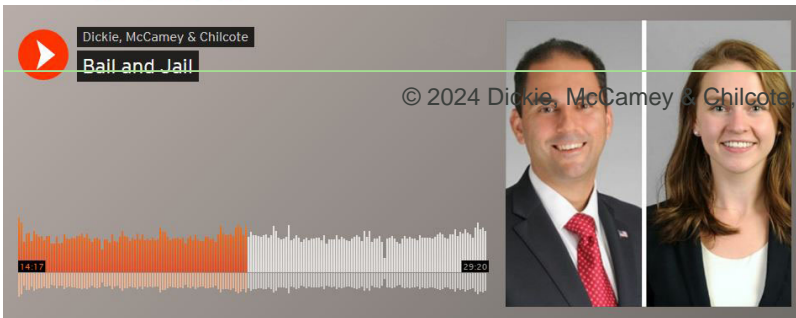 Dickie, McCamey & Chilcote
Bail and Jail
© 2024 Dickie, McCamey & Chilcote,
14:17
29:20